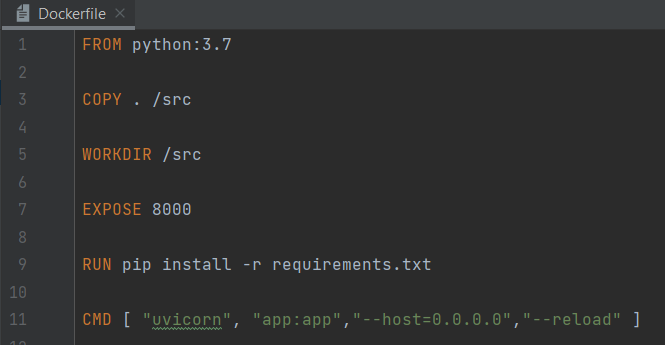 Dockerfile
1 FROM python:3.7
2
3 COPY . /src
4
5 WORKDIR /src
6
7 EXPOSE 8000
8
9 RUN pip install -r requirements.txt
10
11 CMD [ "uvicorn", "app:app","--host=0.0.0.0","--reload" ]